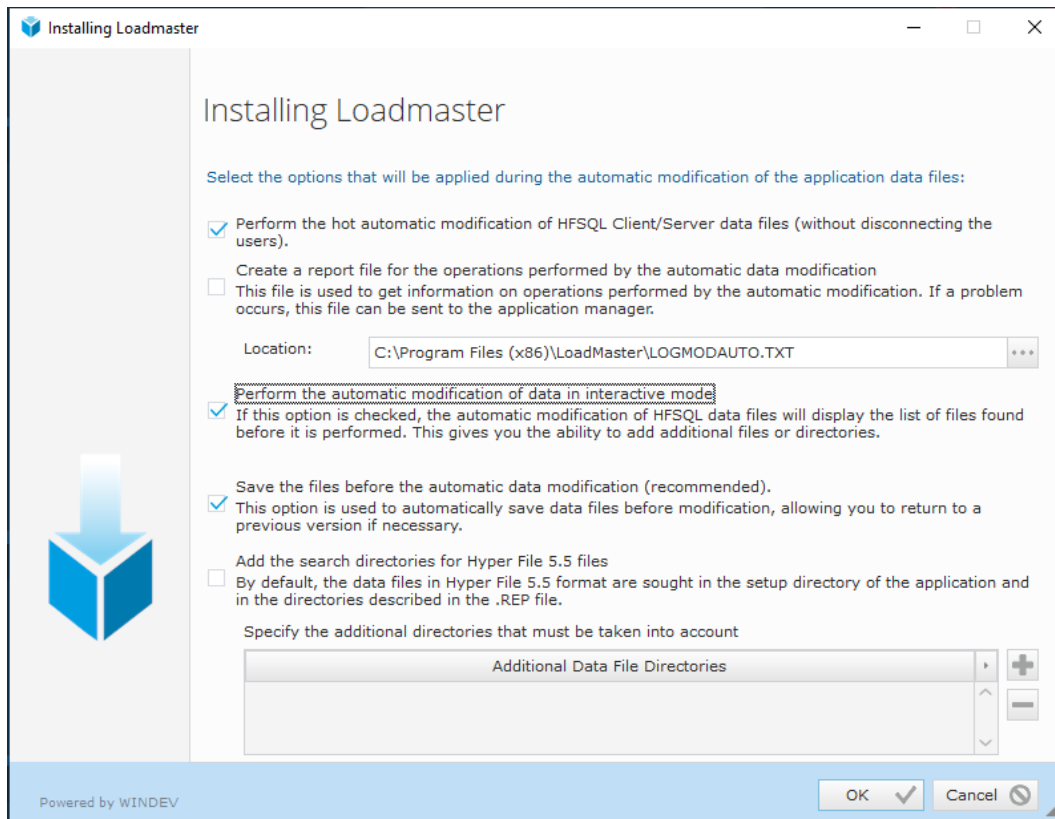 Installing Loadmaster
Installing Loadmaster
Select the options that will be applied during the automatic modification of the application data files:
Perform the hot automatic modification of HFSQL Client/Server data files (without disconnecting the
users).
Create a report file for the operations performed by the automatic data modification
This file is used to get information on operations performed by the automatic modification. If a problem
occurs, this file can be sent to the application manager.
Location:
C:\Program Files (x86)\LoadMaster\LOGMODAUTO.TXT
Perform the automatic modification of data in interactive mode
If this option is checked, the automatic modification of HFSQL data files will display the list of files found
before it is performed. This gives you the ability to add additional files or directories.
Save the files before the automatic data modification (recommended).
This option is used to automatically save data files before modification, allowing you to return to a
previous version if necessary.
Add the search directories for Hyper File 5.5 files
By default, the data files in Hyper File 5.5 format are sought in the setup directory of the application and
in the directories described in the .REP file.
Specify the additional directories that must be taken into account
Additional Data File Directories
Powered by WINDEV
OK
Cancel